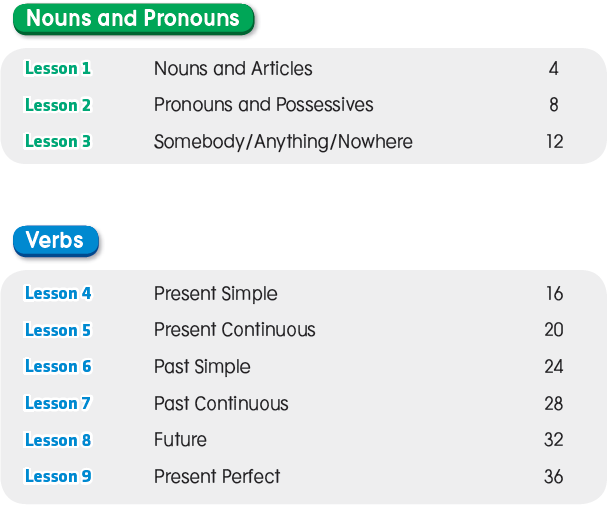 Nouns and Pronouns
Lesson 1 Nouns and Articles 4
Lesson 2 Pronouns and Possessives 8
Lesson 3 Somebody/Anything/Nowhere 12
Verbs
Lesson 4 Present Simple 16
Lesson 5 Present Continuous 20
Lesson 6 Past Simple 24
Lesson 7 Past Continuous 28
Lesson 8 Future 32
Lesson 9 Present Perfect 36